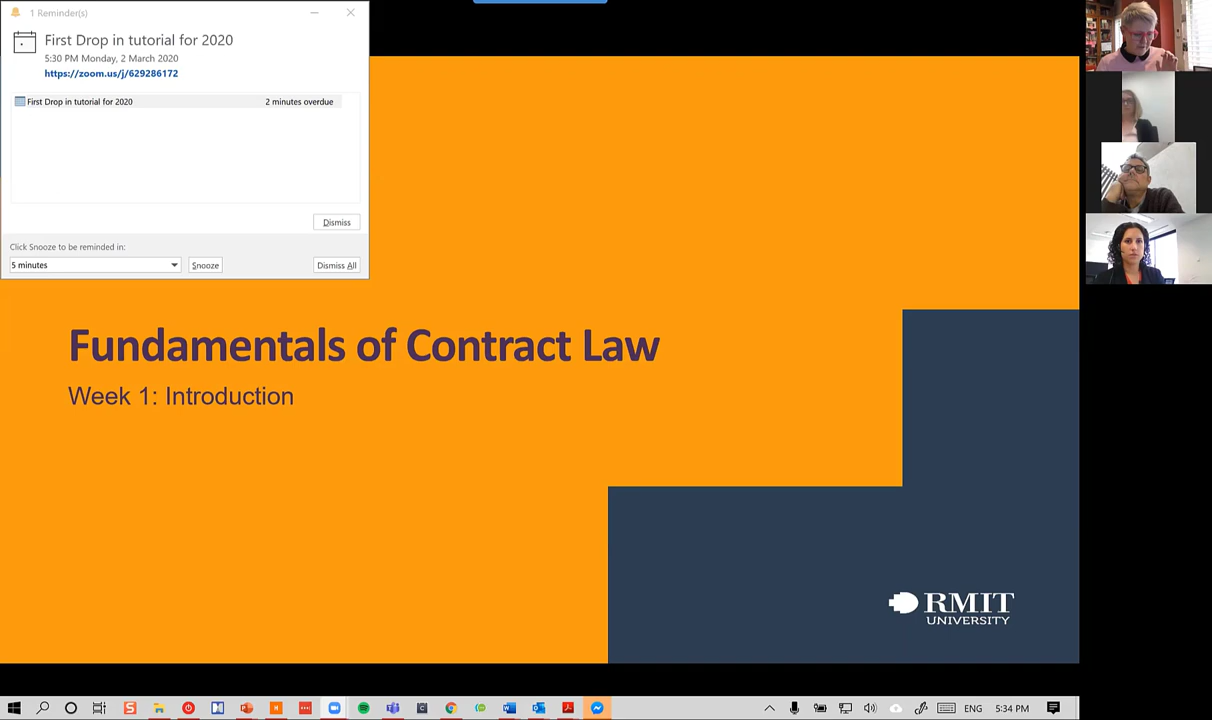 1 Reminder(s)
First Drop in tutorial for 2020
5:30 PM Monday, 2 March 2020
https://zoom.us/j/629286172
First Drop in tutorial for 2020 2 minutes overdue
Dismiss
Click Snooze to be reminded in:
5 minutes Snooze Dismiss All
Fundamentals of Contract Law
Week 1: Introduction
RMIT
UNIVERSITY
ENG 5:34 PM